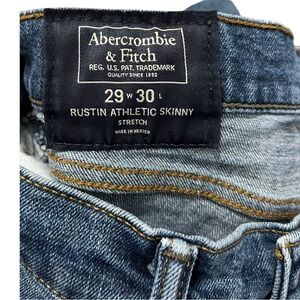 Abercrombie
& Fitch
REG. U.S. PAT. TRADEMARK
QUALITY SINCE 1892
29 W 30 L
RUSTIN ATHLETIC SKINNY
STRETCH
MADE IN MEXICO